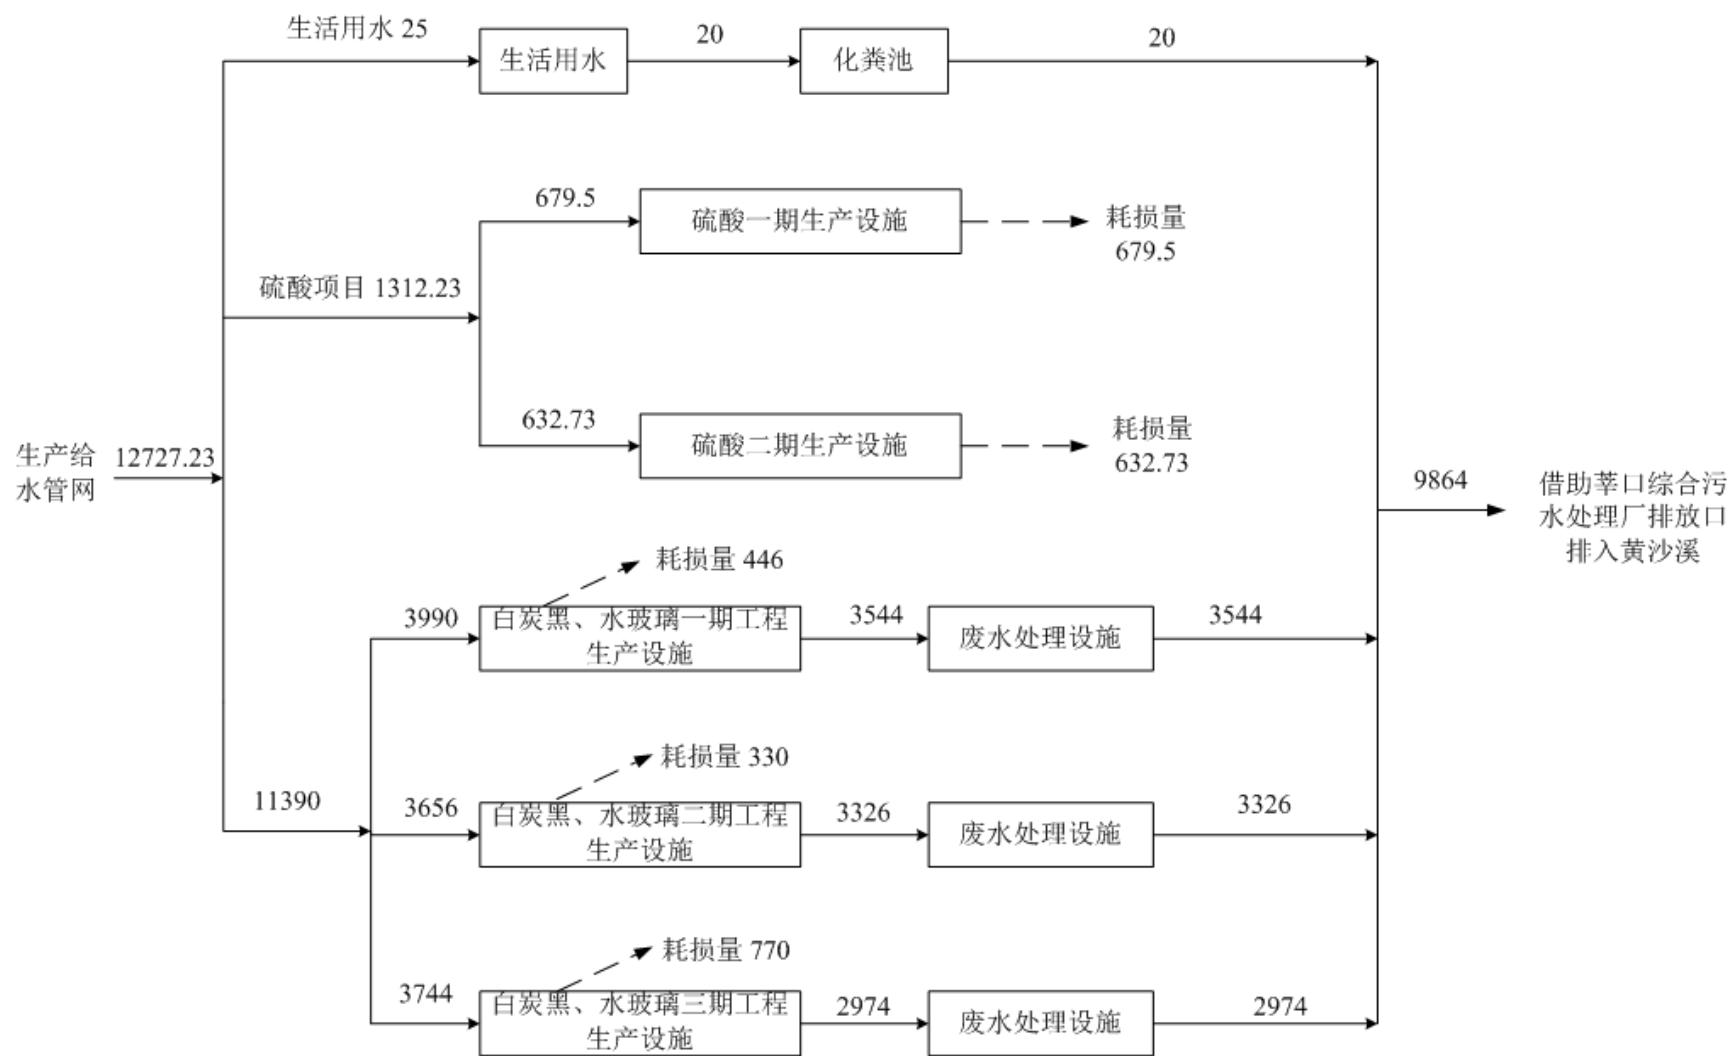 生活用水 25
生活用水
20
化粪池
20
679.5
硫酸一期生产设施
耗损量
679.5
硫酸项目 1312.23
632.73
硫酸二期生产设施
耗损量
632.73
生产给
水管网
12727.23
9864
借助莘口综合污
水处理厂排放口
排入黄沙溪
耗损量 446
3990
白炭黑、水玻璃一期工程
生产设施
3544
废水处理设施
3544
耗损量 330
11390
3656
白炭黑、水玻璃二期工程
生产设施
3326
废水处理设施
3326
耗损量 770
3744
白炭黑、水玻璃三期工程
生产设施
2974
废水处理设施
2974